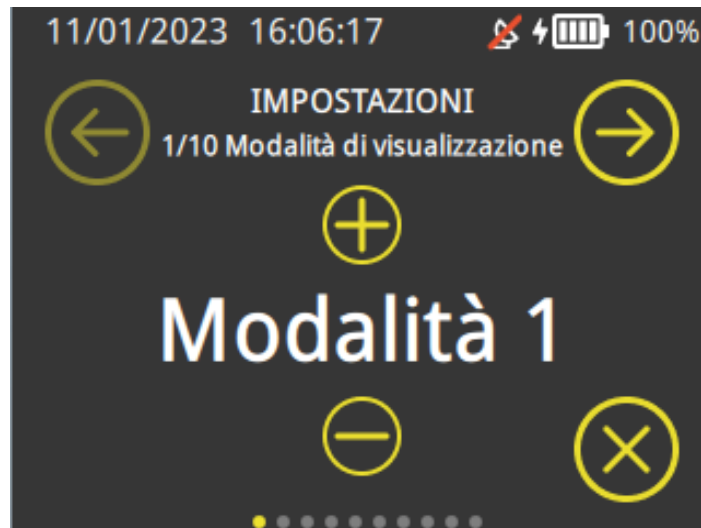 11/01/2023 16:06:17 100%
IMPOSTAZIONI
1/10 Modalità di visualizzazione
Modalità 1